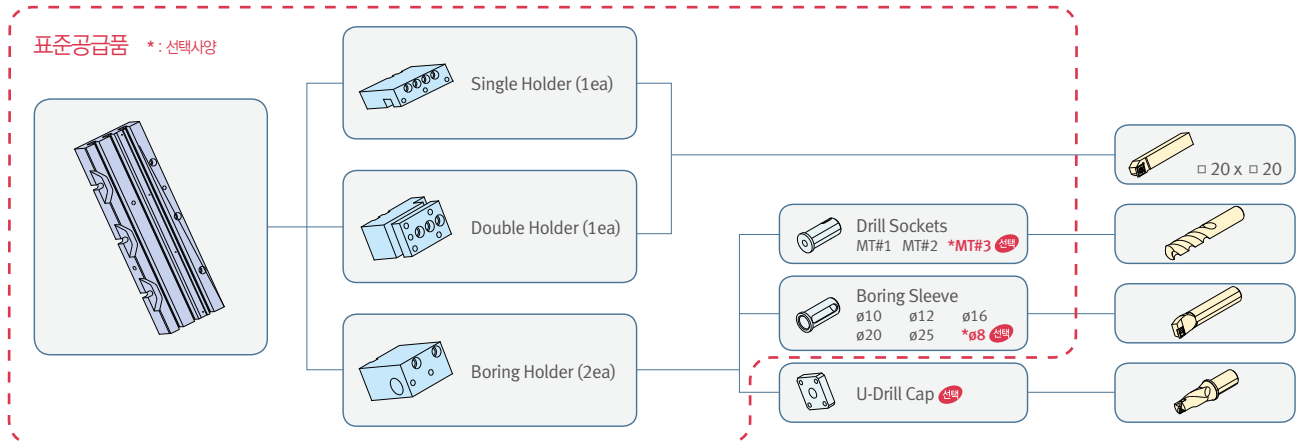 표준공급품 * : 선택사양
Single Holder (1ea)
Double Holder (1ea)
Boring Holder (2ea)
Drill Sockets
MT#1 MT#2 *MT#3 선택
Boring Sleeve
ø10 ø12 ø16
ø20 ø25 *ø8 선택
U-Drill Cap 선택
□ 20 x □ 20